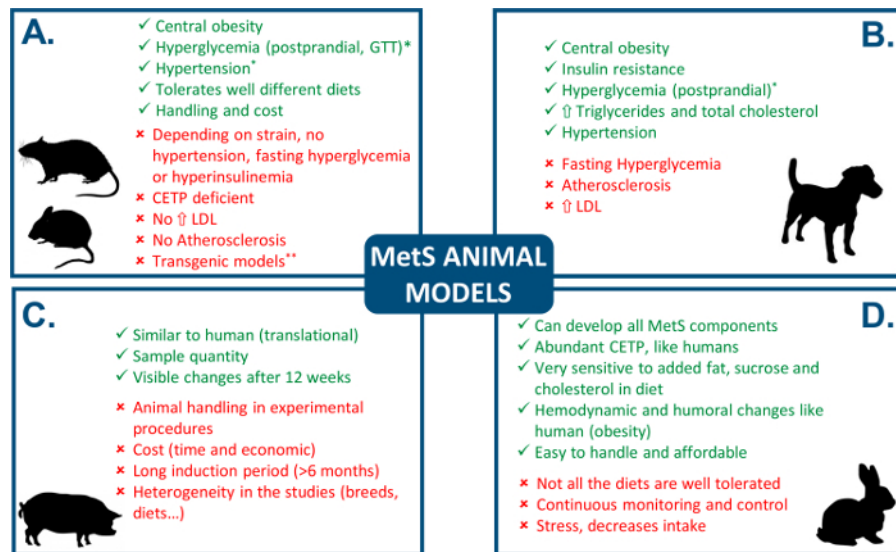 A.
✓ Central obesity
✓ Hyperglycemia (postprandial, GTT)*
✓ Hypertension*
✓ Tolerates well different diets
✓ Handling and cost
× Depending on strain, no
hypertension, fasting hyperglycemia
or hyperinsulinemia
× CETP deficient
× No ⇧ LDL
× No Atherosclerosis
× Transgenic models**
B.
✓ Central obesity
✓ Insulin resistance
✓ Hyperglycemia (postprandial)*
✓ ⇧ Triglycerides and total cholesterol
✓ Hypertension
× Fasting Hyperglycemia
× Atherosclerosis
× ⇧ LDL
MetS ANIMAL
MODELS
C.
✓ Similar to human (translational)
✓ Sample quantity
✓ Visible changes after 12 weeks
× Animal handling in experimental
procedures
× Cost (time and economic)
× Long induction period (>6 months)
× Heterogeneity in the studies (breeds,
diets...)
D.
✓ Can develop all MetS components
✓ Abundant CETP, like humans
✓ Very sensitive to added fat, sucrose and
cholesterol in diet
✓ Hemodynamic and humoral changes like
human (obesity)
✓ Easy to handle and affordable
× Not all the diets are well tolerated
× Continuous monitoring and control
× Stress, decreases intake